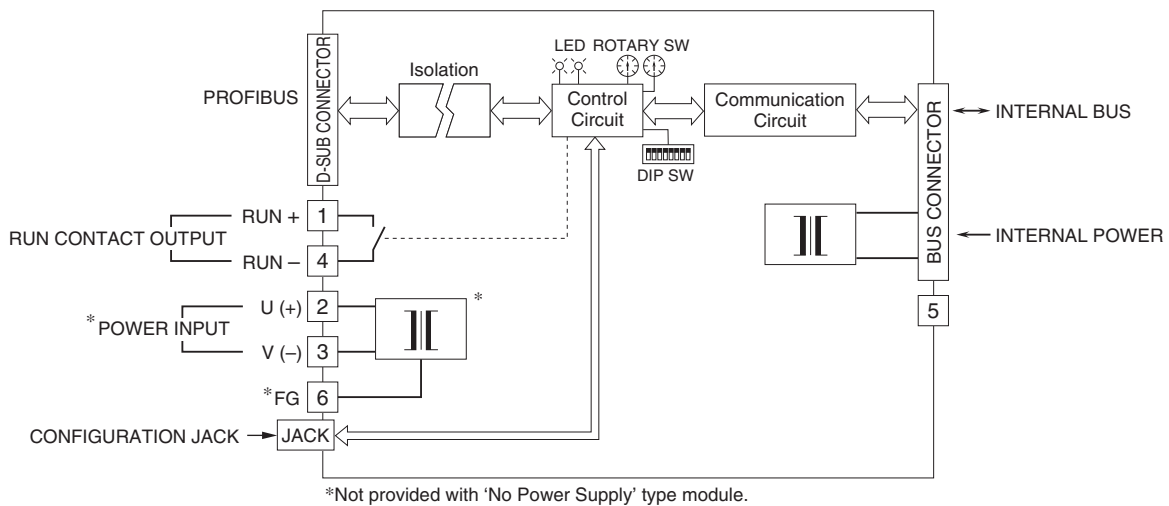 LED ROTARY SW
Isolation
PROFIBUS
D-SUB CONNECTOR
Control
Circuit
Communication
Circuit
BUS CONNECTOR
INTERNAL BUS
DIP SW
RUN +
1
RUN CONTACT OUTPUT
RUN –
4
INTERNAL POWER
U (+)
2
*
5
*POWER INPUT
V (–)
3
*FG
6
CONFIGURATION JACK
JACK
*Not provided with ‘No Power Supply’ type module.